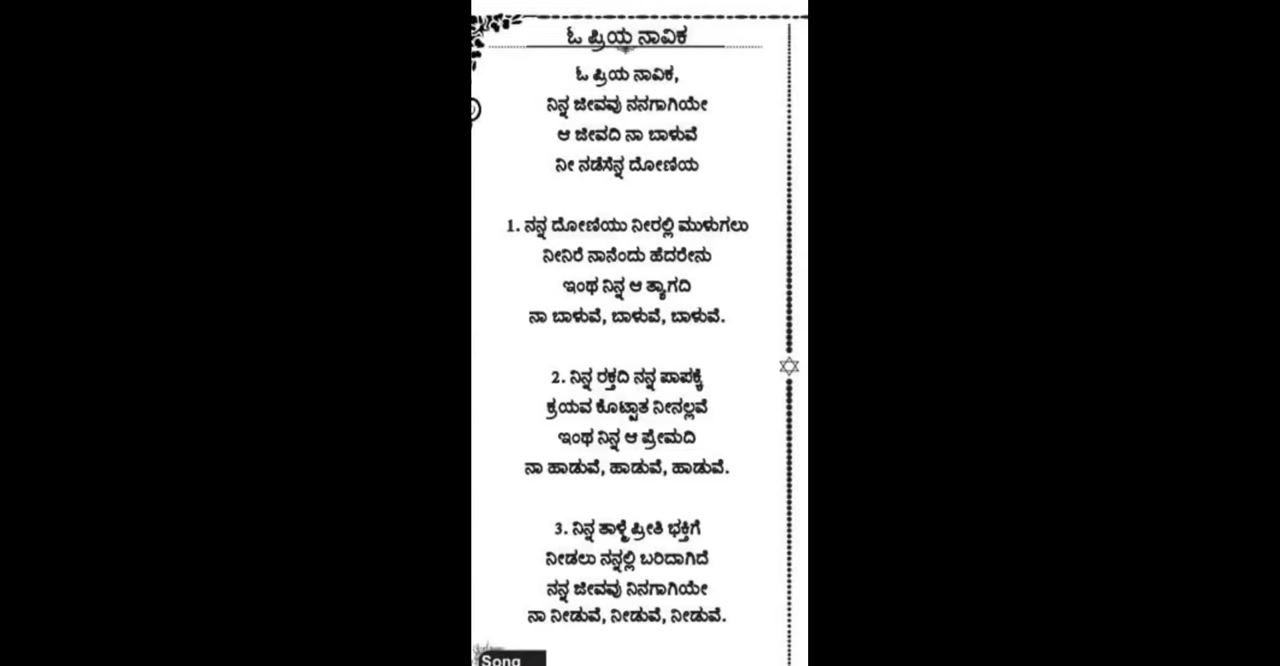 ಓ ಪ್ರಿಯ ನಾವಿಕ
ಓ ಪ್ರಿಯ ನಾವಿಕ,
ನಿನ್ನ ಜೀವವು ನನಗಾಗಿಯೇ
ಆ ಜೀವದಿ ನಾ ಬಾಳುವೆ
ನೀ ನಡೆಸೆನ್ನ ದೋಣಿಯ
1. ನನ್ನ ದೋಣಿಯು ನೀರಲ್ಲಿ ಮುಳುಗಲು
ನೀನಿರೆ ನಾನೆಂದು ಹೆದರೇನು
ಇಂಥ ನಿನ್ನ ಆ ತ್ಯಾಗದಿ
ನಾ ಬಾಳುವೆ, ಬಾಳುವೆ, ಬಾಳುವೆ.
2. ನಿನ್ನ ರಕ್ತದಿ ನನ್ನ ಪಾಪಕ್ಕೆ
ಕ್ರಯವ ಕೊಟ್ಟಾತ ನೀನಲ್ಲವೆ
ಇಂಥ ನಿನ್ನ ಆ ಪ್ರೇಮದಿ
ನಾ ಹಾಡುವೆ, ಹಾಡುವೆ, ಹಾಡುವೆ.
3. ನಿನ್ನ ತಾಳ್ಮೆ ಪ್ರೀತಿ ಭಕ್ತಿಗೆ
ನೀಡಲು ನನ್ನಲ್ಲಿ ಬರಿದಾಗಿದೆ
ನನ್ನ ಜೀವವು ನಿನಗಾಗಿಯೇ
ನಾ ನೀಡುವೆ, ನೀಡುವೆ, ನೀಡುವೆ.
Song